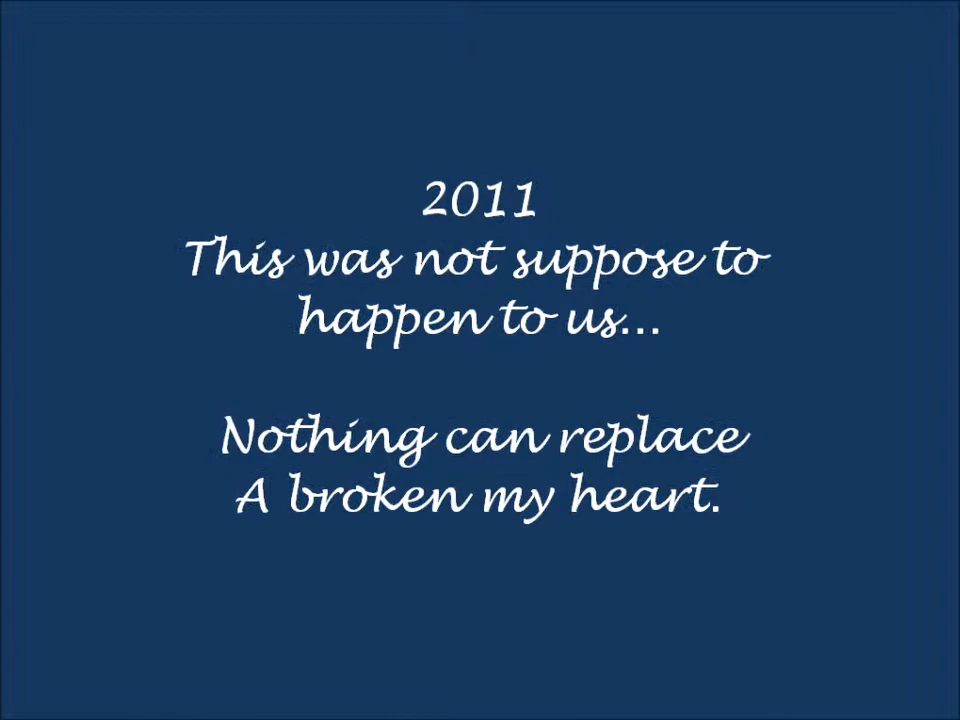 2011
This was not suppose to
happen to us...
Nothing can replace
A broken my heart.